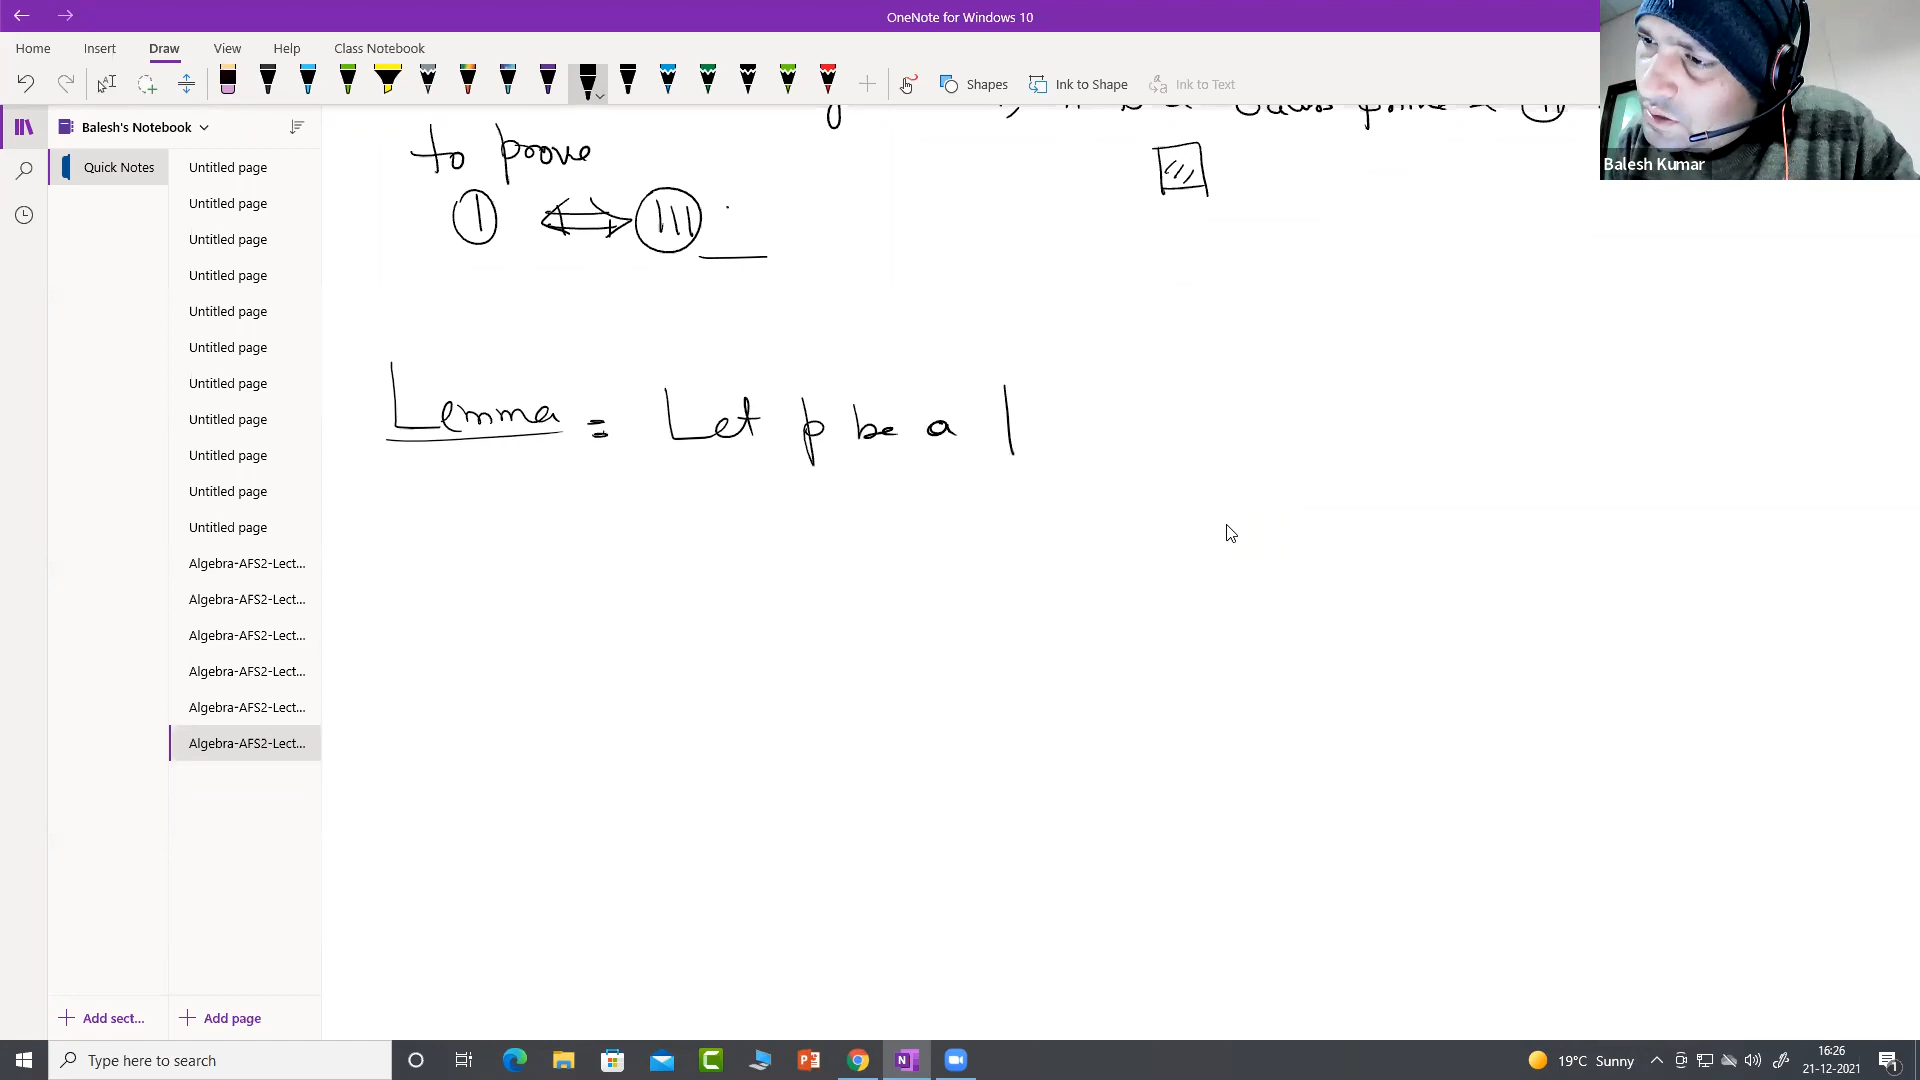 OneNote for Windows 10
Home Insert Draw View Help Class Notebook
Shapes Ink to Shape Ink to Text
Balesh Kumar
Balesh's Notebook
Quick Notes
Untitled page
Untitled page
Untitled page
Untitled page
Untitled page
Untitled page
Untitled page
Untitled page
Untitled page
Untitled page
Untitled page
Algebra-AFS2-Lect...
Algebra-AFS2-Lect...
Algebra-AFS2-Lect...
Algebra-AFS2-Lect...
Algebra-AFS2-Lect...
Algebra-AFS2-Lect...
Add sect...
Add page
to prove
I ⟺ III
Lemma = Let p be a
Type here to search
19°C Sunny
16:26
21-12-2021
1